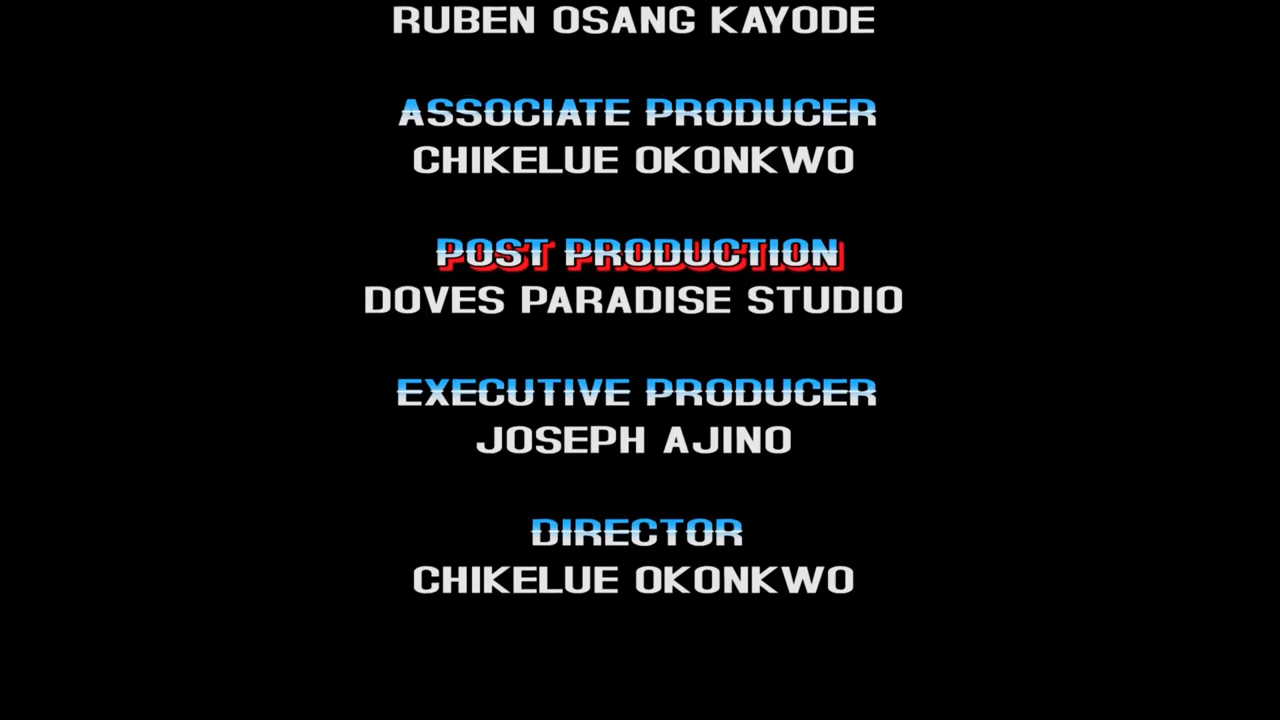 RUBEN OSANG KAYODE
ASSOCIATE PRODUCER
CHIKELUE OKONKWO
POST PRODUCTION
DOVES PARADISE STUDIO
EXECUTIVE PRODUCER
JOSEPH AJINO
DIRECTOR
CHIKELUE OKONKWO